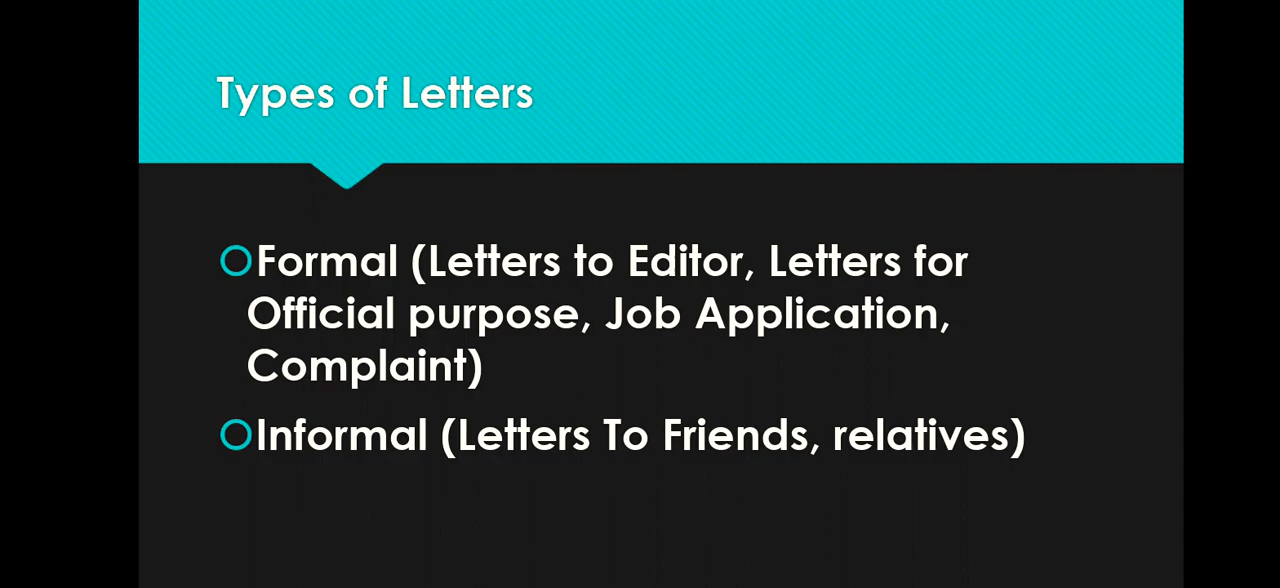 Types of Letters
Formal (Letters to Editor, Letters for
Official purpose, Job Application,
Complaint)
Informal (Letters To Friends, relatives)